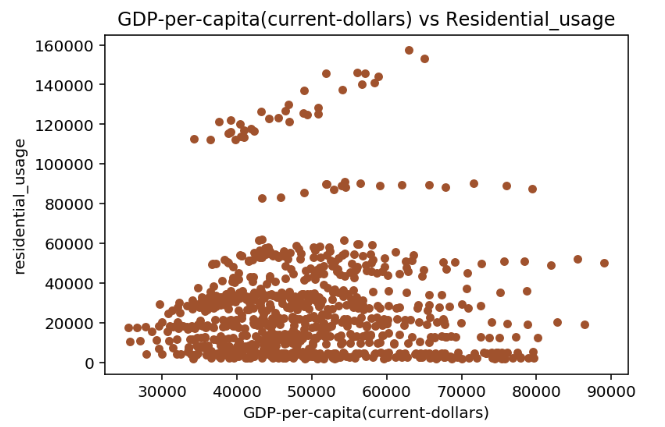 GDP-per-capita(current-dollars) vs Residential_usage
160000
140000
120000
100000
80000
60000
40000
20000
0
residential_usage
30000 40000 50000 60000 70000 80000 90000
GDP-per-capita(current-dollars)